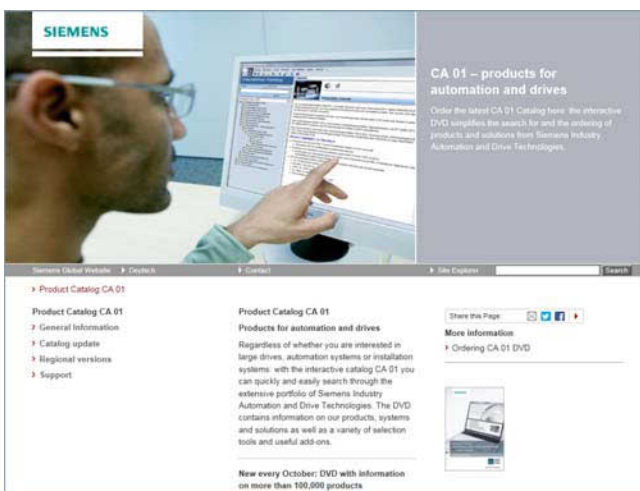 SIEMENS
CA 01 – products for
automation and drives
Order the latest CA 01 Catalog here: the interactive
DVD simplifies the search for and the ordering of
products and solutions from Siemens Industry
Automation and Drive Technologies.
Siemens Global Website Deutsch Contact Site Explorer Search
Product Catalog CA 01
Product Catalog CA 01
General Information
Catalog update
Regional versions
Support
Product Catalog CA 01
Products for automation and drives
Regardless of whether you are interested in
large drives, automation systems or installation
systems: with the interactive catalog CA 01 you
can quickly and easily search through the
extensive portfolio of Siemens Industry
Automation and Drive Technologies. The DVD
contains information on our products, systems
and solutions as well as a variety of selection
tools and useful add-ons.
New every October: DVD with information
on more than 100,000 products
Share this Page:
More information
Ordering CA 01 DVD